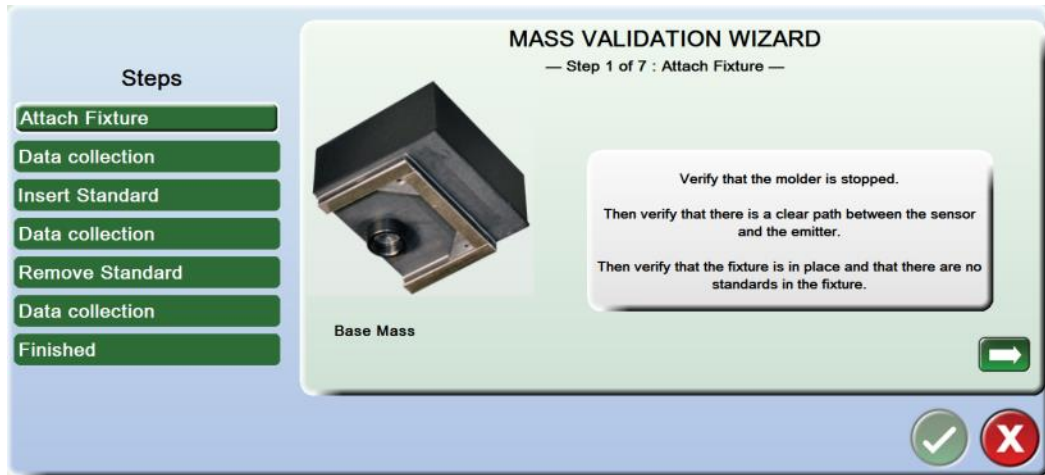 Steps
Attach Fixture
Data collection
Insert Standard
Data collection
Remove Standard
Data collection
Finished
MASS VALIDATION WIZARD
— Step 1 of 7 : Attach Fixture —
Verify that the molder is stopped.
Then verify that there is a clear path between the sensor
and the emitter.
Then verify that the fixture is in place and that there are no
standards in the fixture.
Base Mass
X